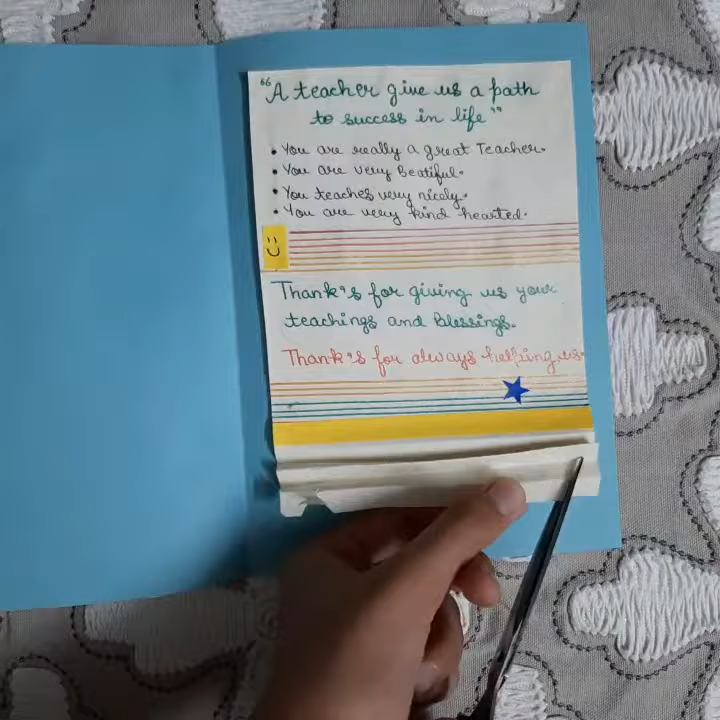 "A teacher give us a path
to success in life"
• You are really a great Teacher.
• You are very Beatiful.
• You teaches very nicely.
• You are very kind hearted.
Thank's for giving us your
teachings and Blessings.
Thank's for always helping us.